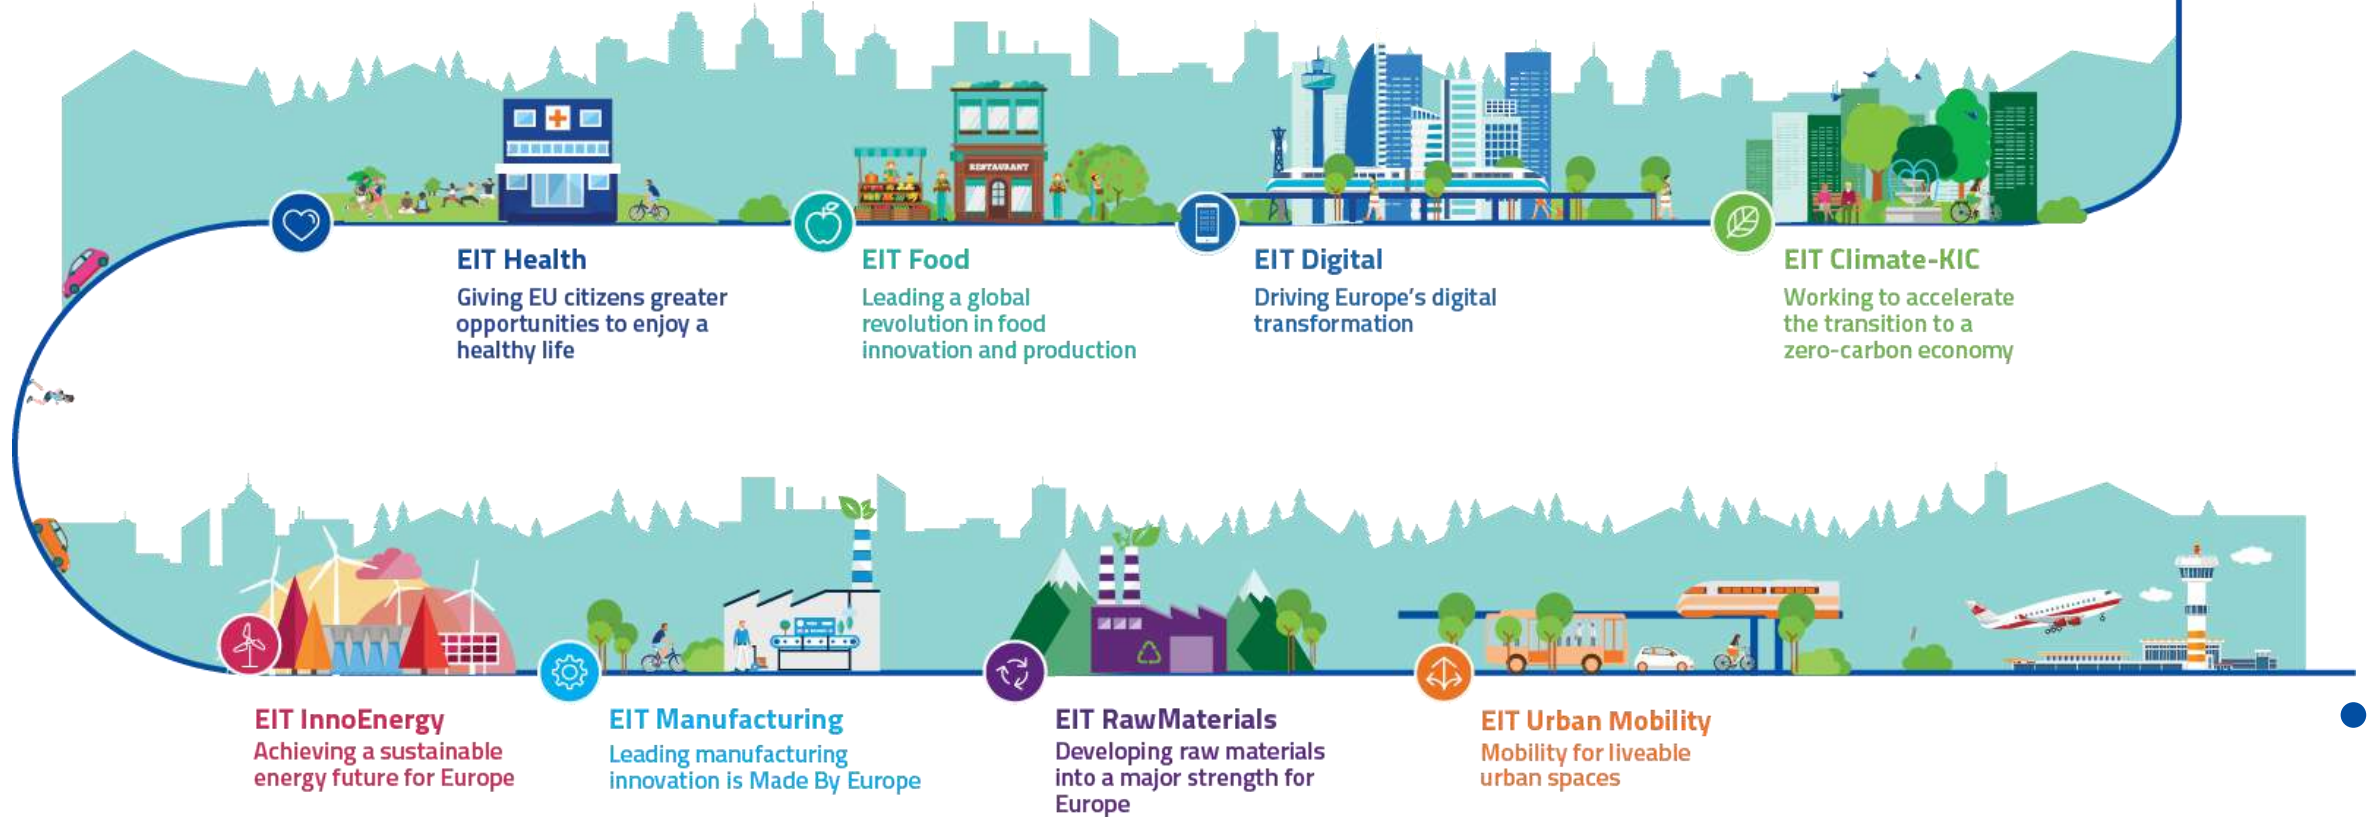 RESTAURANT
EIT Health
Giving EU citizens greater
opportunities to enjoy a
healthy life
EIT Food
Leading a global
revolution in food
innovation and production
EIT Digital
Driving Europe's digital
transformation
EIT Climate-KIC
Working to accelerate
the transition to a
zero-carbon economy
EIT InnoEnergy
Achieving a sustainable
energy future for Europe
EIT Manufacturing
Leading manufacturing
innovation is Made By Europe
EIT RawMaterials
Developing raw materials
into a major strength for
Europe
EIT Urban Mobility
Mobility for liveable
urban spaces